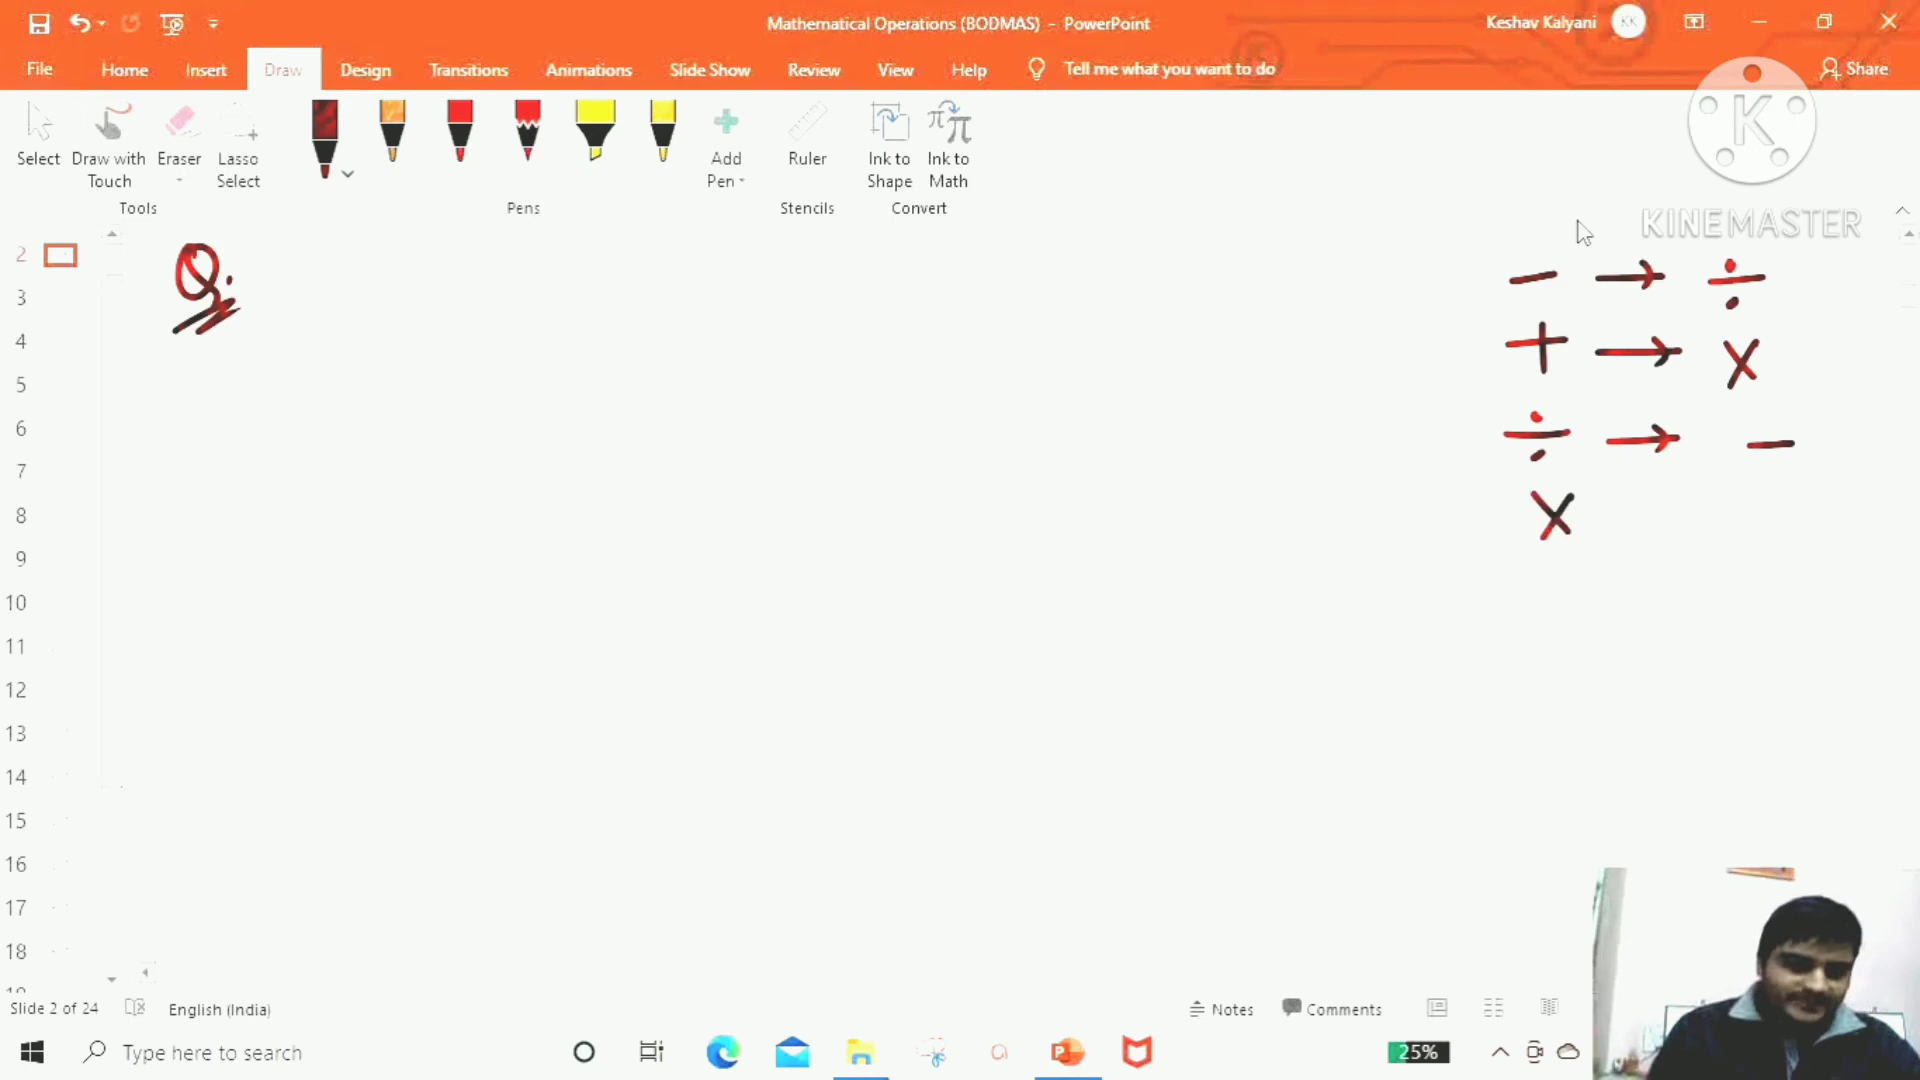 Mathematical Operations (BODMAS) - PowerPoint
Keshav Kalyani KK
File Home Insert Draw Design Transitions Animations Slide Show Review View Help Tell me what you want to do Share
Select Draw with Touch Eraser Lasso Select Add Pen Ruler Ink to Shape Ink to Math
Tools Pens Stencils Convert
K
KINEMASTER
Q:
− → ÷
+ → ×
÷ → −
×
2
3
4
5
6
7
8
9
10
11
12
13
14
15
16
17
18
Slide 2 of 24 English (India) Notes Comments
Type here to search
25%